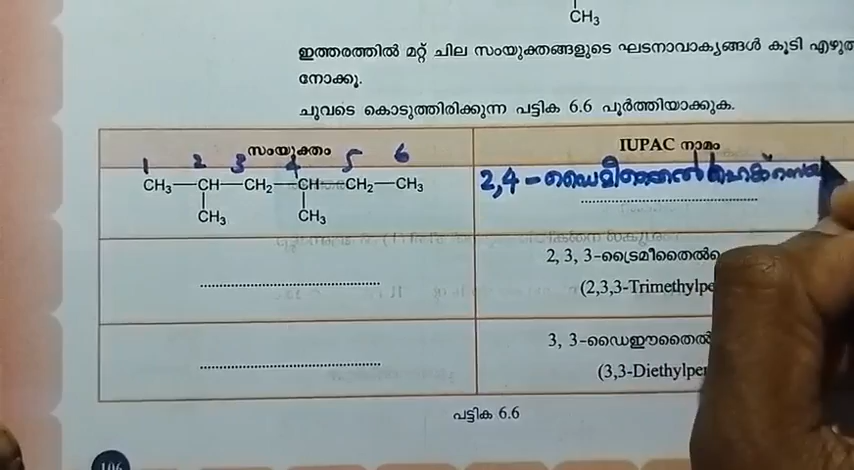 CH₃
ഇത്തരത്തിൽ മറ്റ് ചില സംയുക്തങ്ങളുടെ ഘടനാവാക്യങ്ങൾ കൂടി
നോക്കൂ.
ചുവടെ കൊടുത്തിരിക്കുന്ന പട്ടിക 6.6 പൂർത്തിയാക്കുക.
സംയുക്തം IUPAC നാമം
1 2 3 4 5 6
CH₃—CH—CH₂—CH—CH₂—CH₃ 2,4-
CH₃ CH₃
2, 3, 3-ട്രൈമീതൈൽ
(2,3,3-Trimethylpe
3, 3-ഡൈഈതൈൽ
(3,3-Diethylpe
പട്ടിക 6.6
106